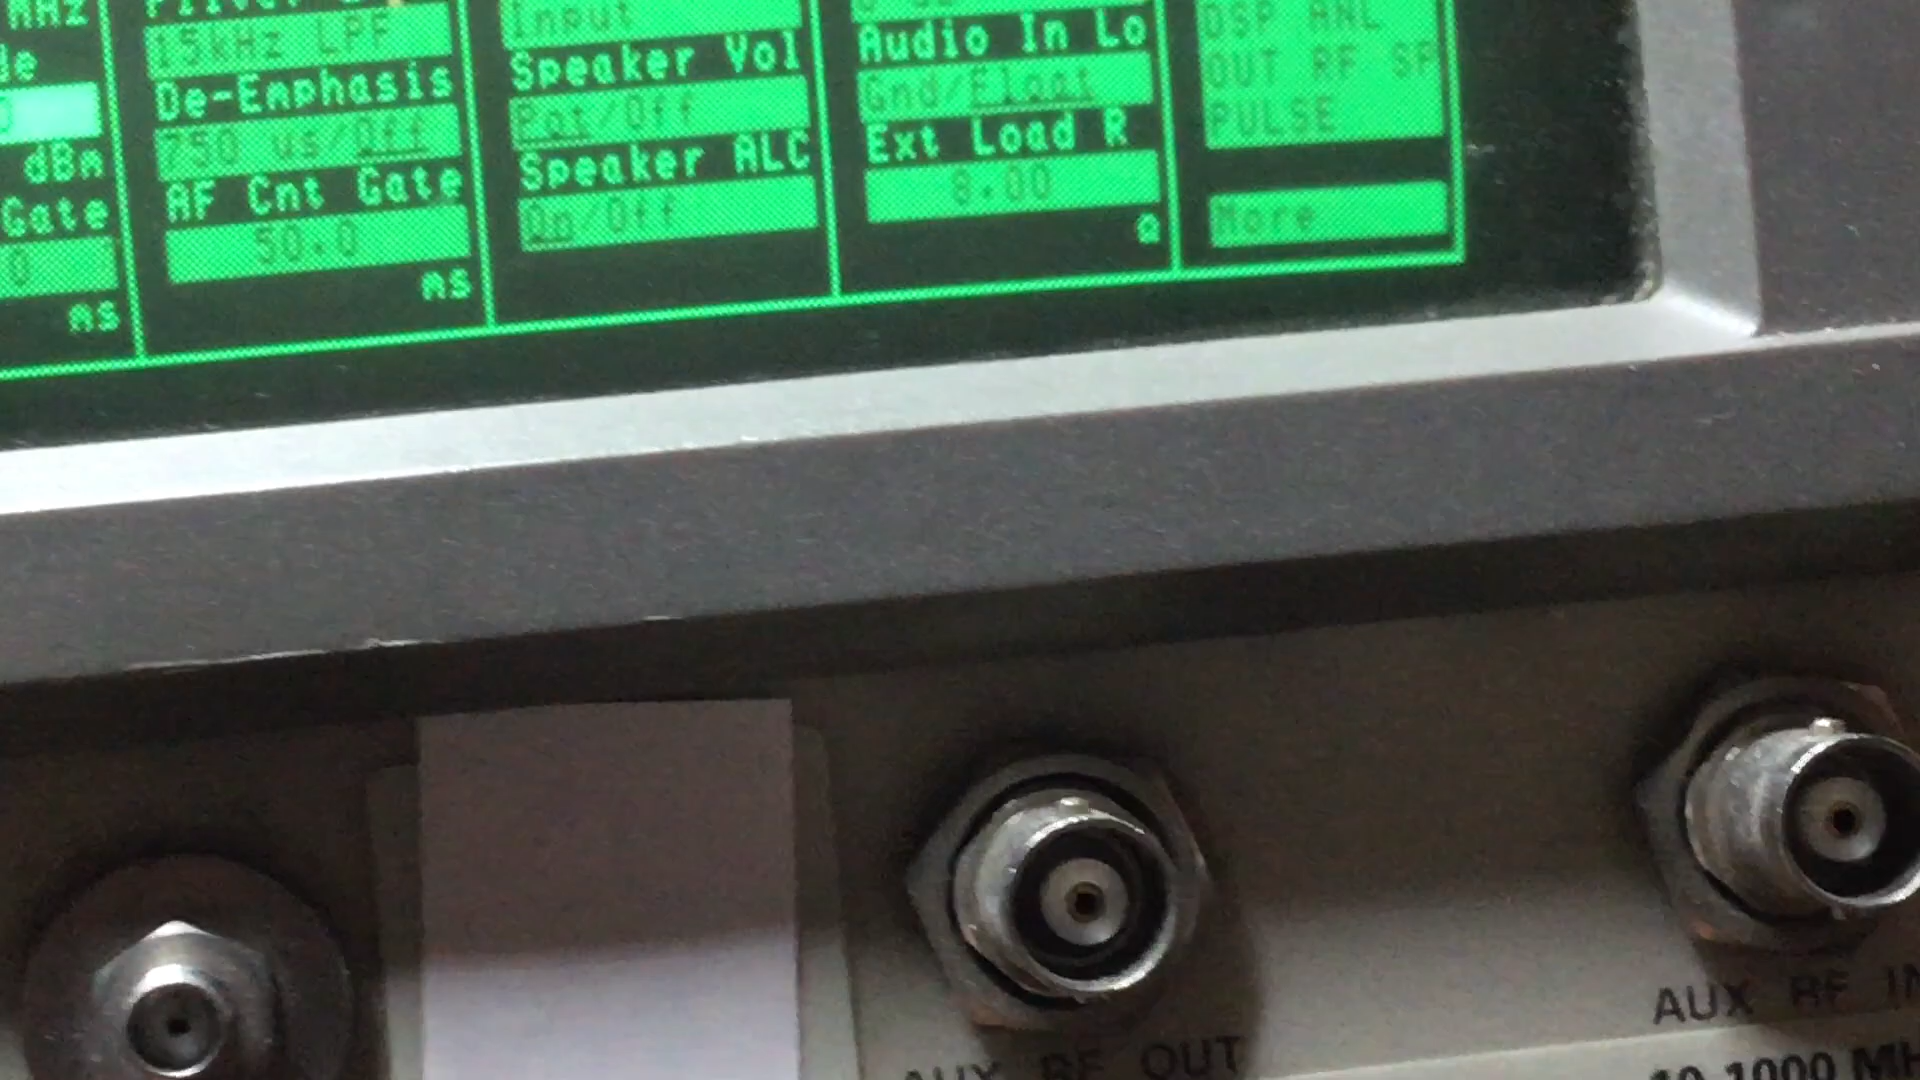 MHz
15kHz LPF
De-Emphasis
750 us/Off
AF Cnt Gate
50.0
ms
dBm
Gate
0
ms
Input
Speaker Vol
Pot/Off
Speaker ALC
On/Off
Audio In Lo
Gnd/Float
Ext Load R
8.00
Ω
DSP ANL
OUT RF SP
PULSE
More
AUX RF OUT
AUX RF IN
10-1000 MH